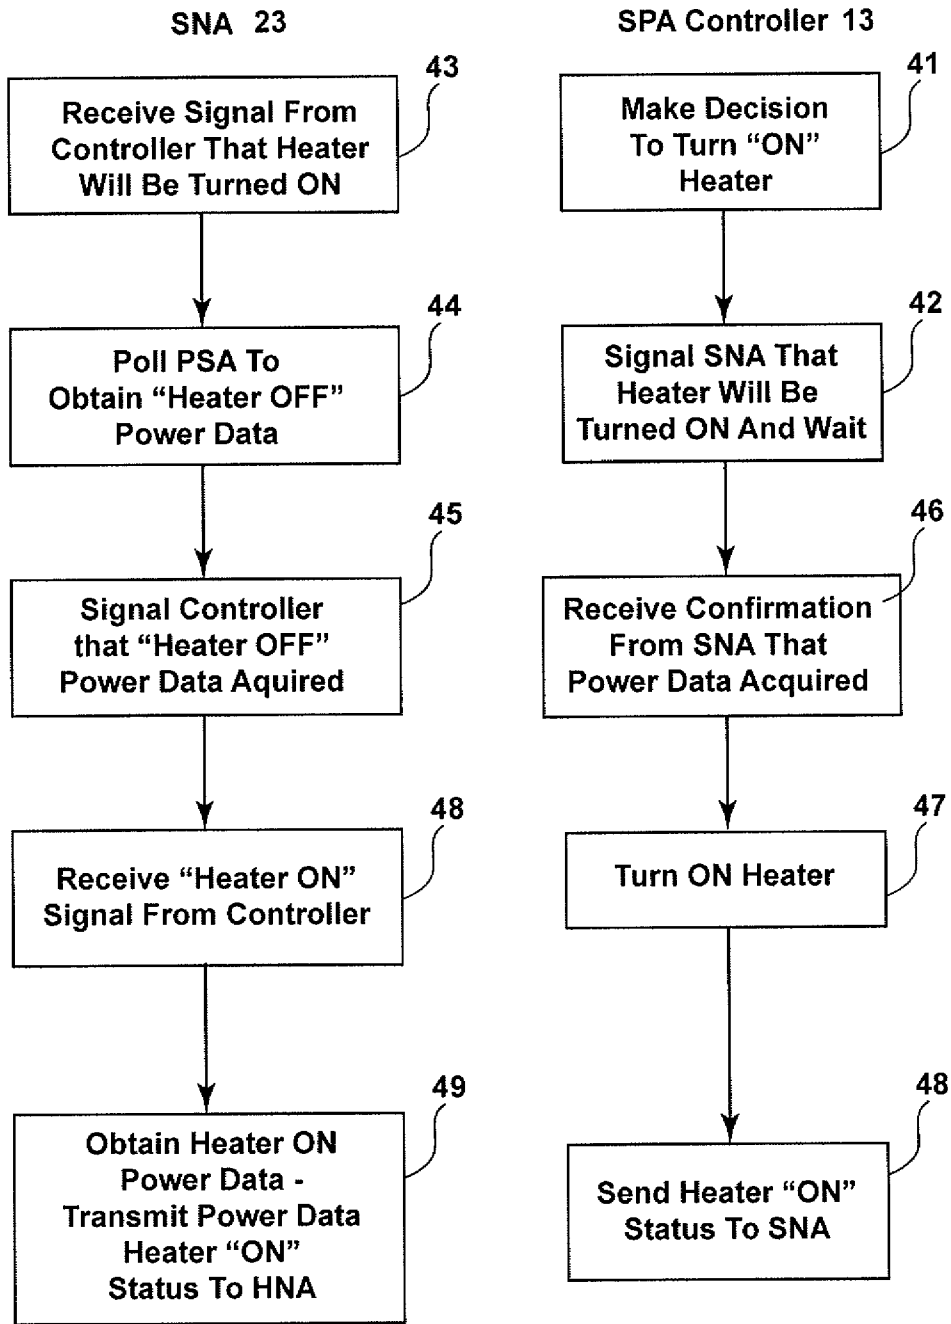 SNA 23
43
Receive Signal From
Controller That Heater
Will Be Turned ON
44
Poll PSA To
Obtain “Heater OFF”
Power Data
45
Signal Controller
that “Heater OFF”
Power Data Aquired
48
Receive “Heater ON”
Signal From Controller
49
Obtain Heater ON
Power Data -
Transmit Power Data
Heater “ON”
Status To HNA
SPA Controller 13
41
Make Decision
To Turn “ON”
Heater
42
Signal SNA That
Heater Will Be
Turned ON And Wait
46
Receive Confirmation
From SNA That
Power Data Acquired
47
Turn ON Heater
48
Send Heater “ON”
Status To SNA